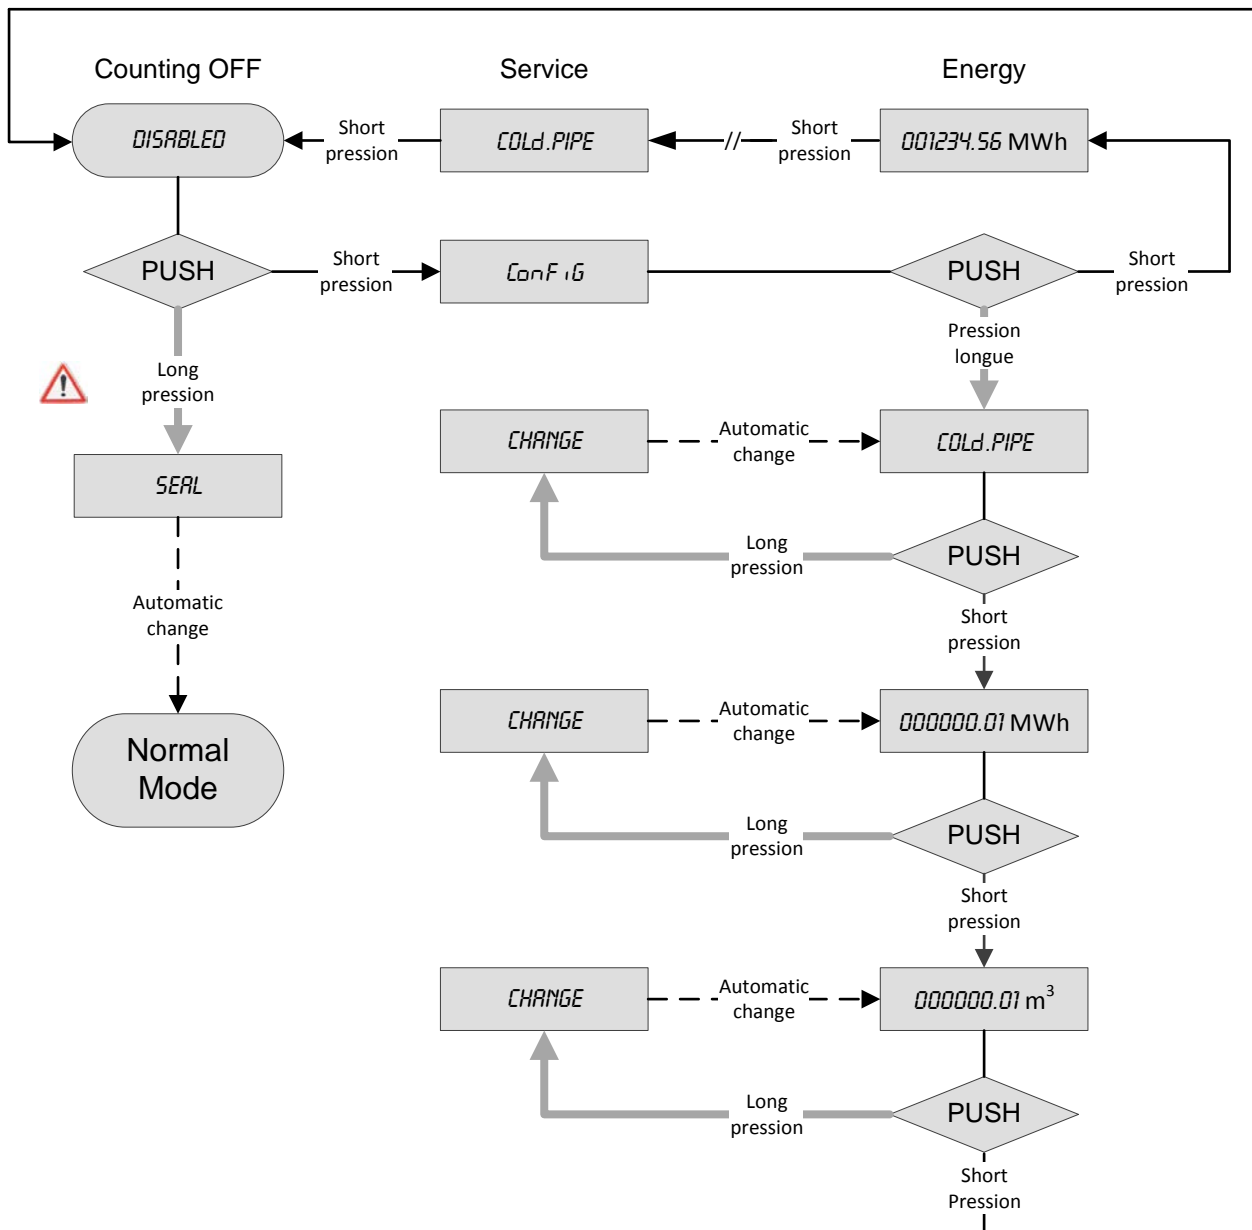 Counting OFF
Service
Energy
DISABLED
Short
pression
COLd.PIPE
//
Short
pression
001234.56 MWh
PUSH
Short
pression
ConFiG
PUSH
Short
pression
Long
pression
Pression
longue
SEAL
CHANGE
Automatic
change
COLd.PIPE
Long
pression
PUSH
Automatic
change
Short
pression
Normal
Mode
CHANGE
Automatic
change
000000.01 MWh
Long
pression
PUSH
Short
pression
CHANGE
Automatic
change
000000.01 m³
Long
pression
PUSH
Short
Pression